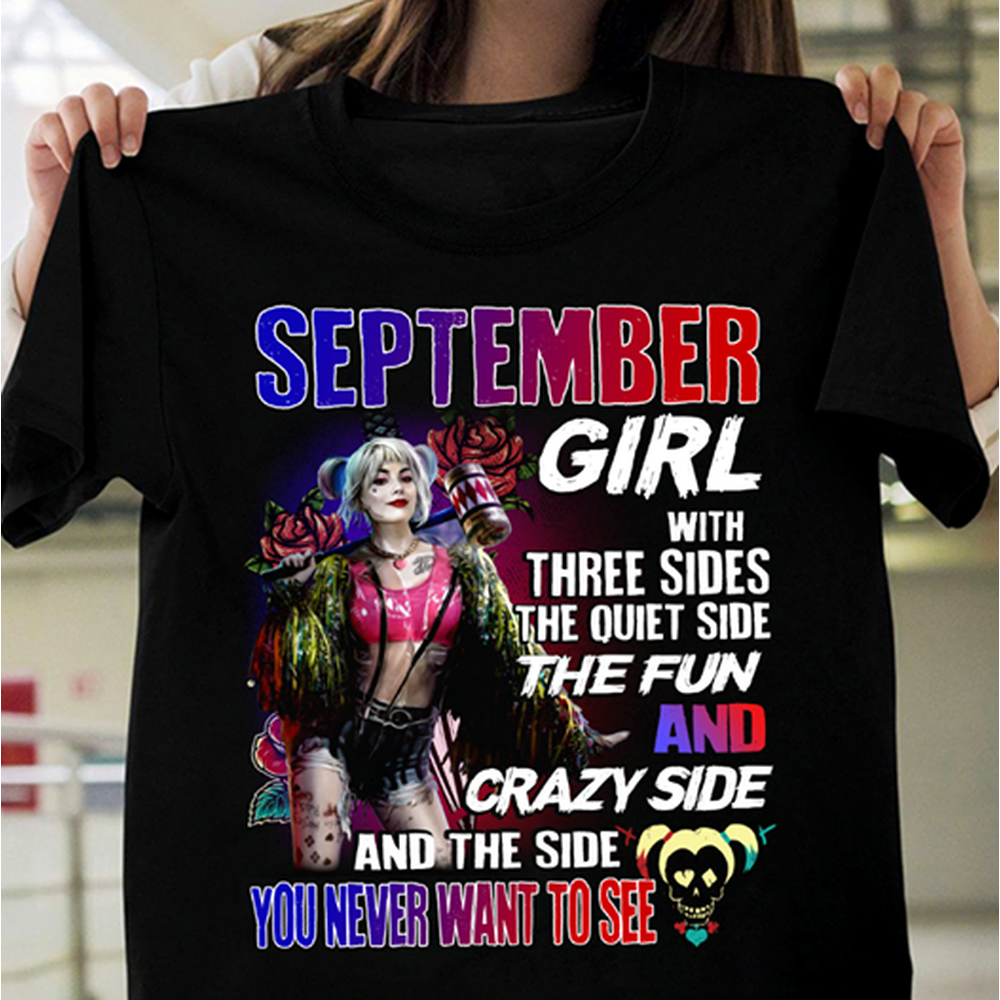 SEPTEMBER
GIRL
WITH
THREE SIDES
THE QUIET SIDE
THE FUN
AND
CRAZY SIDE
AND THE SIDE
YOU NEVER WANT TO SEE